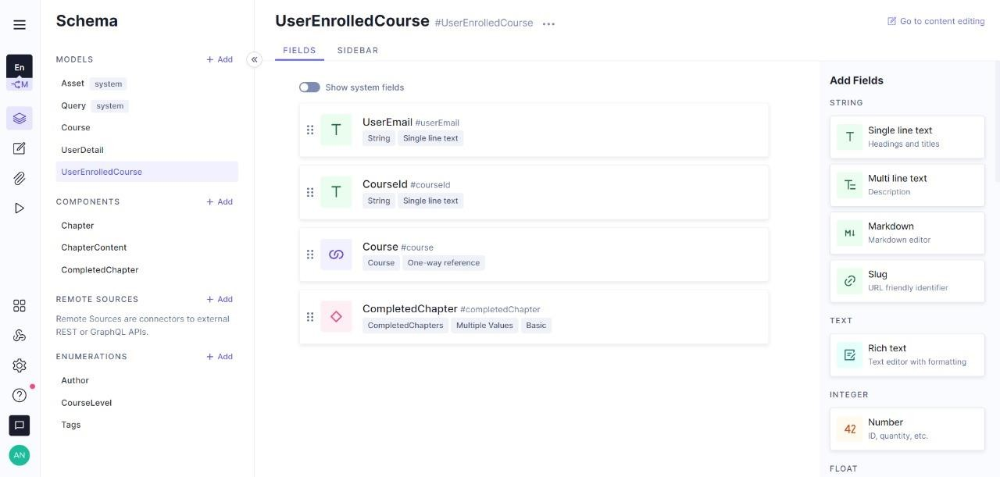 En
M
AN
Schema
MODELS
+ Add
Asset system
Query system
Course
UserDetail
UserEnrolledCourse
COMPONENTS
+ Add
Chapter
ChapterContent
CompletedChapter
REMOTE SOURCES
+ Add
Remote Sources are connectors to external
REST or GraphQL APIs.
ENUMERATIONS
+ Add
Author
CourseLevel
Tags
UserEnrolledCourse #UserEnrolledCourse ...
Go to content editing
FIELDS SIDEBAR
Show system fields
T
UserEmail #userEmail
String Single line text
T
CourseId #courseId
String Single line text
Course #course
Course One-way reference
CompletedChapter #completedChapter
CompletedChapters Multiple Values Basic
Add Fields
STRING
T
Single line text
Headings and titles
T
Multi line text
Description
M↓
Markdown
Markdown editor
Slug
URL friendly identifier
TEXT
Rich text
Text editor with formatting
INTEGER
42
Number
ID, quantity, etc.
FLOAT